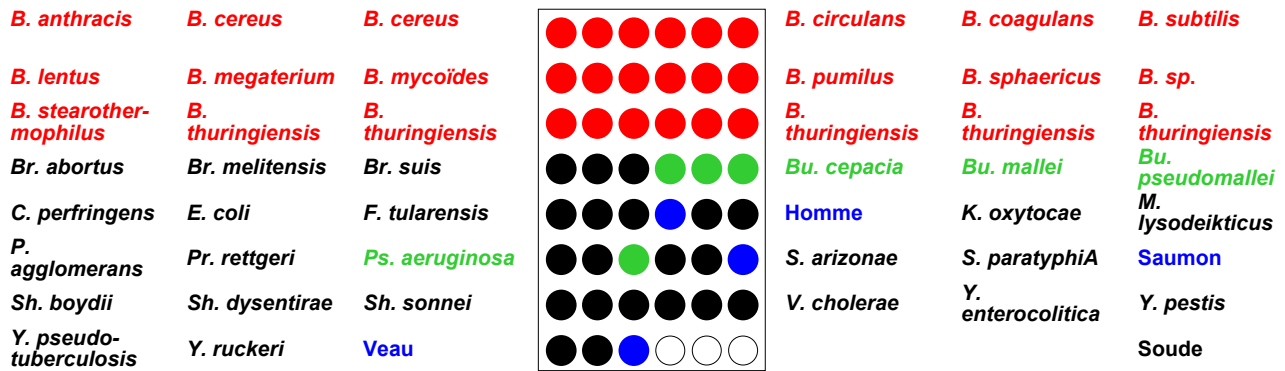 B. anthracis B. cereus B. cereus B. circulans B. coagulans B. subtilis
B. lentus B. megaterium B. mycoïdes B. pumilus B. sphaericus B. sp.
B. stearother-
mophilus B.
thuringiensis B.
thuringiensis B.
thuringiensis B.
thuringiensis B.
thuringiensis
Br. abortus Br. melitensis Br. suis Bu. cepacia Bu. mallei Bu.
pseudomallei
C. perfringens E. coli F. tularensis Homme K. oxytocae M.
lysodeikticus
P.
agglomerans Pr. rettgeri Ps. aeruginosa S. arizonae S. paratyphiA Saumon
Sh. boydii Sh. dysentirae Sh. sonnei V. cholerae Y.
enterocolitica Y. pestis
Y. pseudo-
tuberculosis Y. ruckeri Veau Soude